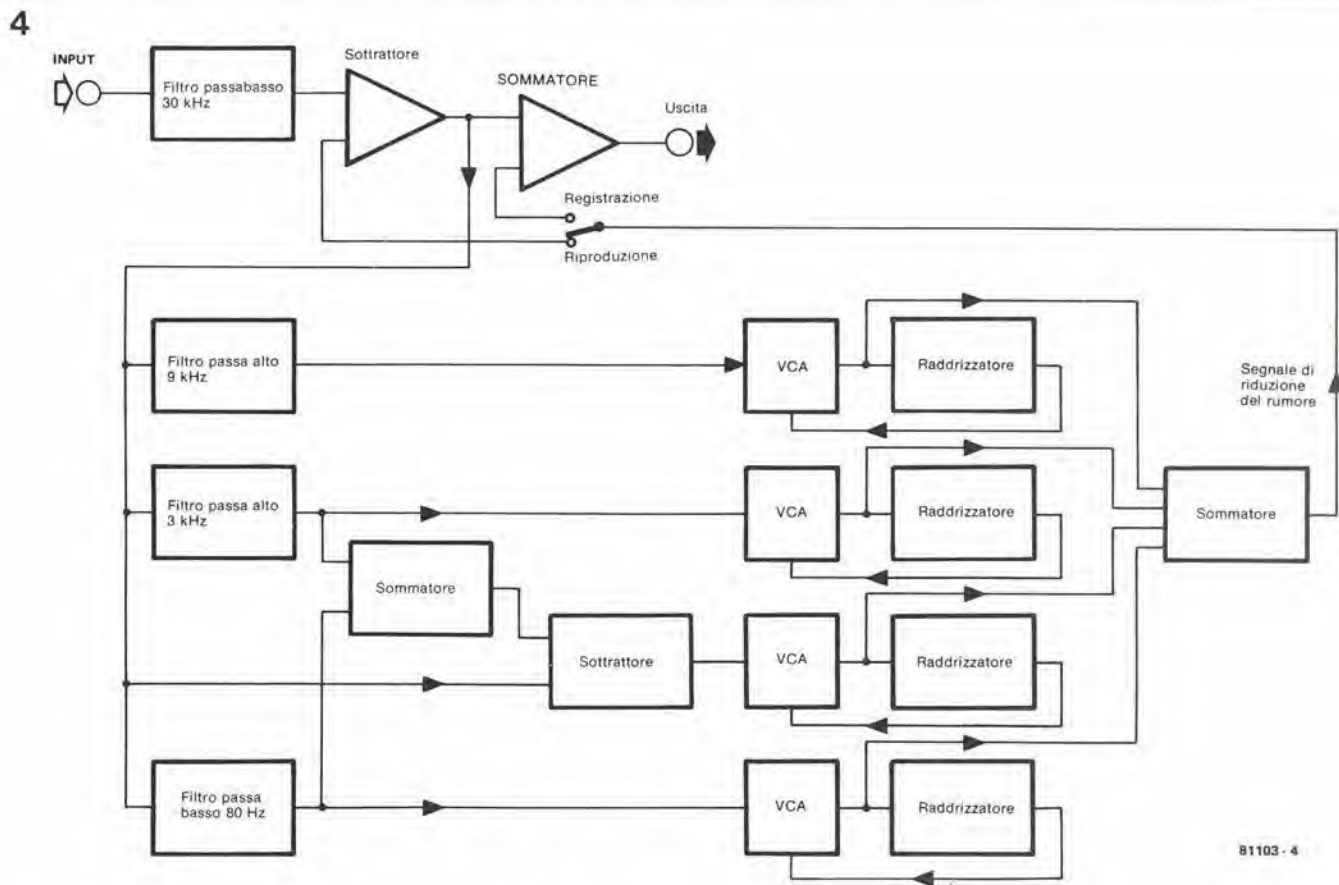 4
INPUT
Filtro passabasso
30 kHz
Sottrattore
SOMMATORE
Uscita
Registrazione
Riproduzione
Filtro passa alto
9 kHz
VCA
Raddrizzatore
Segnale di
riduzione
del rumore
Filtro passa alto
3 kHz
VCA
Raddrizzatore
Sommatore
Sommatore
Sottrattore
VCA
Raddrizzatore
Filtro passa
basso 80 Hz
VCA
Raddrizzatore
81103 - 4